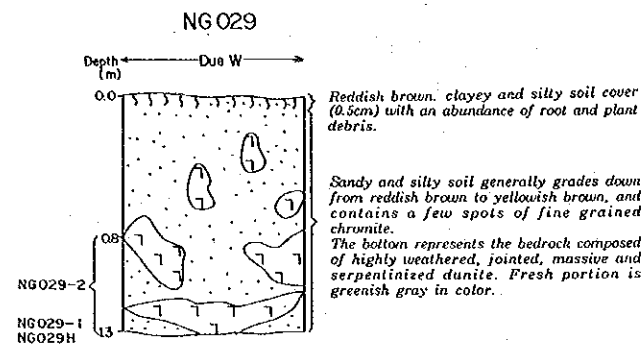 NG029
Depth
(m)
Due W
0.0
0.8
1.3
NG029-2
NG029-1
NG029H
Reddish brown. clayey and silty soil cover
(0.5cm) with an abundance of root and plant
debris.
Sandy and silty soil generally grades down
from reddish brown to yellowish brown, and
contains a few spots of fine grained
chrmite.
The bottom represents the bedrock composed
of highly weathered, jointed, massive and
serpentinized dunite. Fresh portion is
greenish gray in color.